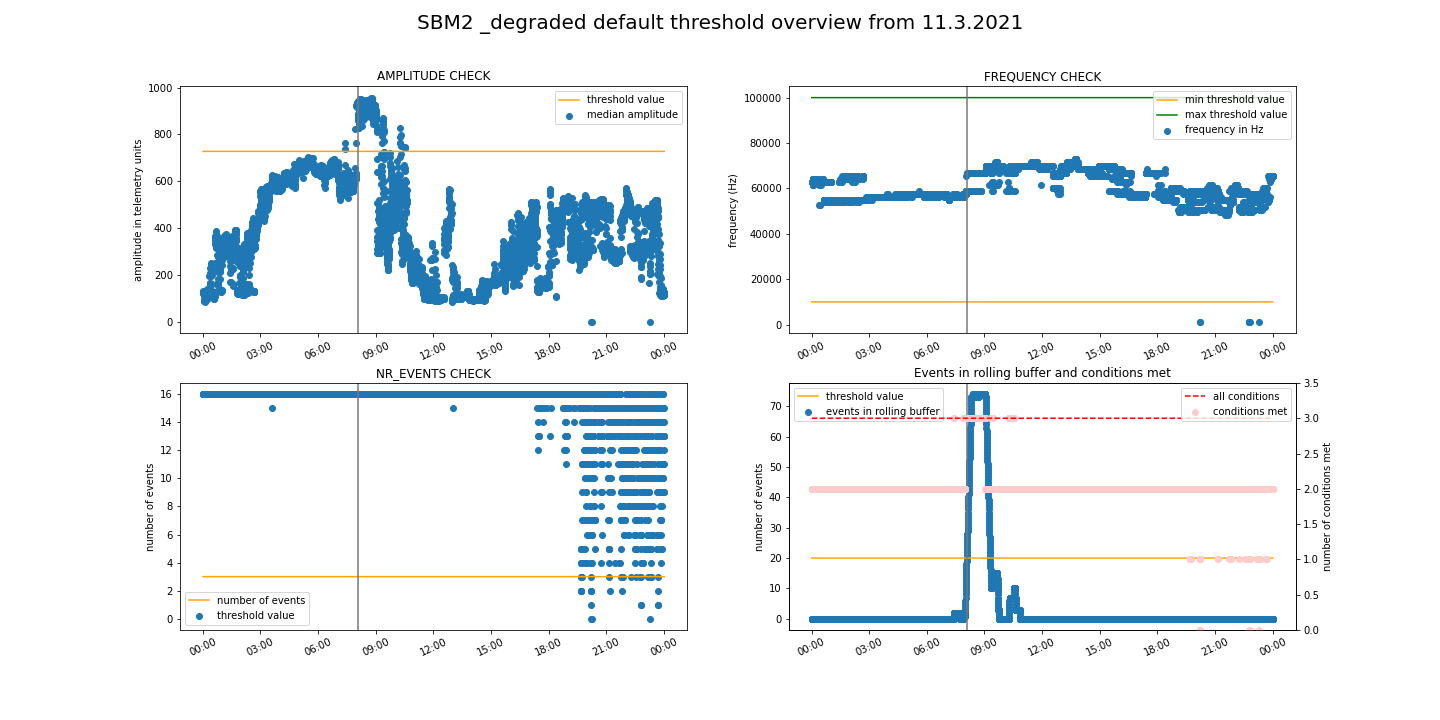 SBM2 _degraded default threshold overview from 11.3.2021
AMPLITUDE CHECK
threshold value
median amplitude
amplitude in telemetry units
1000
800
600
400
200
0
00:00 03:00 06:00 09:00 12:00 15:00 18:00 21:00 00:00
FREQUENCY CHECK
min threshold value
max threshold value
frequency in Hz
frequency (Hz)
100000
80000
60000
40000
20000
0
00:00 03:00 06:00 09:00 12:00 15:00 18:00 21:00 00:00
NR_EVENTS CHECK
number of events
16
14
12
10
8
6
4
2
0
number of events
threshold value
00:00 03:00 06:00 09:00 12:00 15:00 18:00 21:00 00:00
Events in rolling buffer and conditions met
threshold value
events in rolling buffer
all conditions
conditions met
number of events
70
60
50
40
30
20
10
0
3.5
3.0
2.5
2.0
1.5
1.0
0.5
0.0
number of conditions met
00:00 03:00 06:00 09:00 12:00 15:00 18:00 21:00 00:00